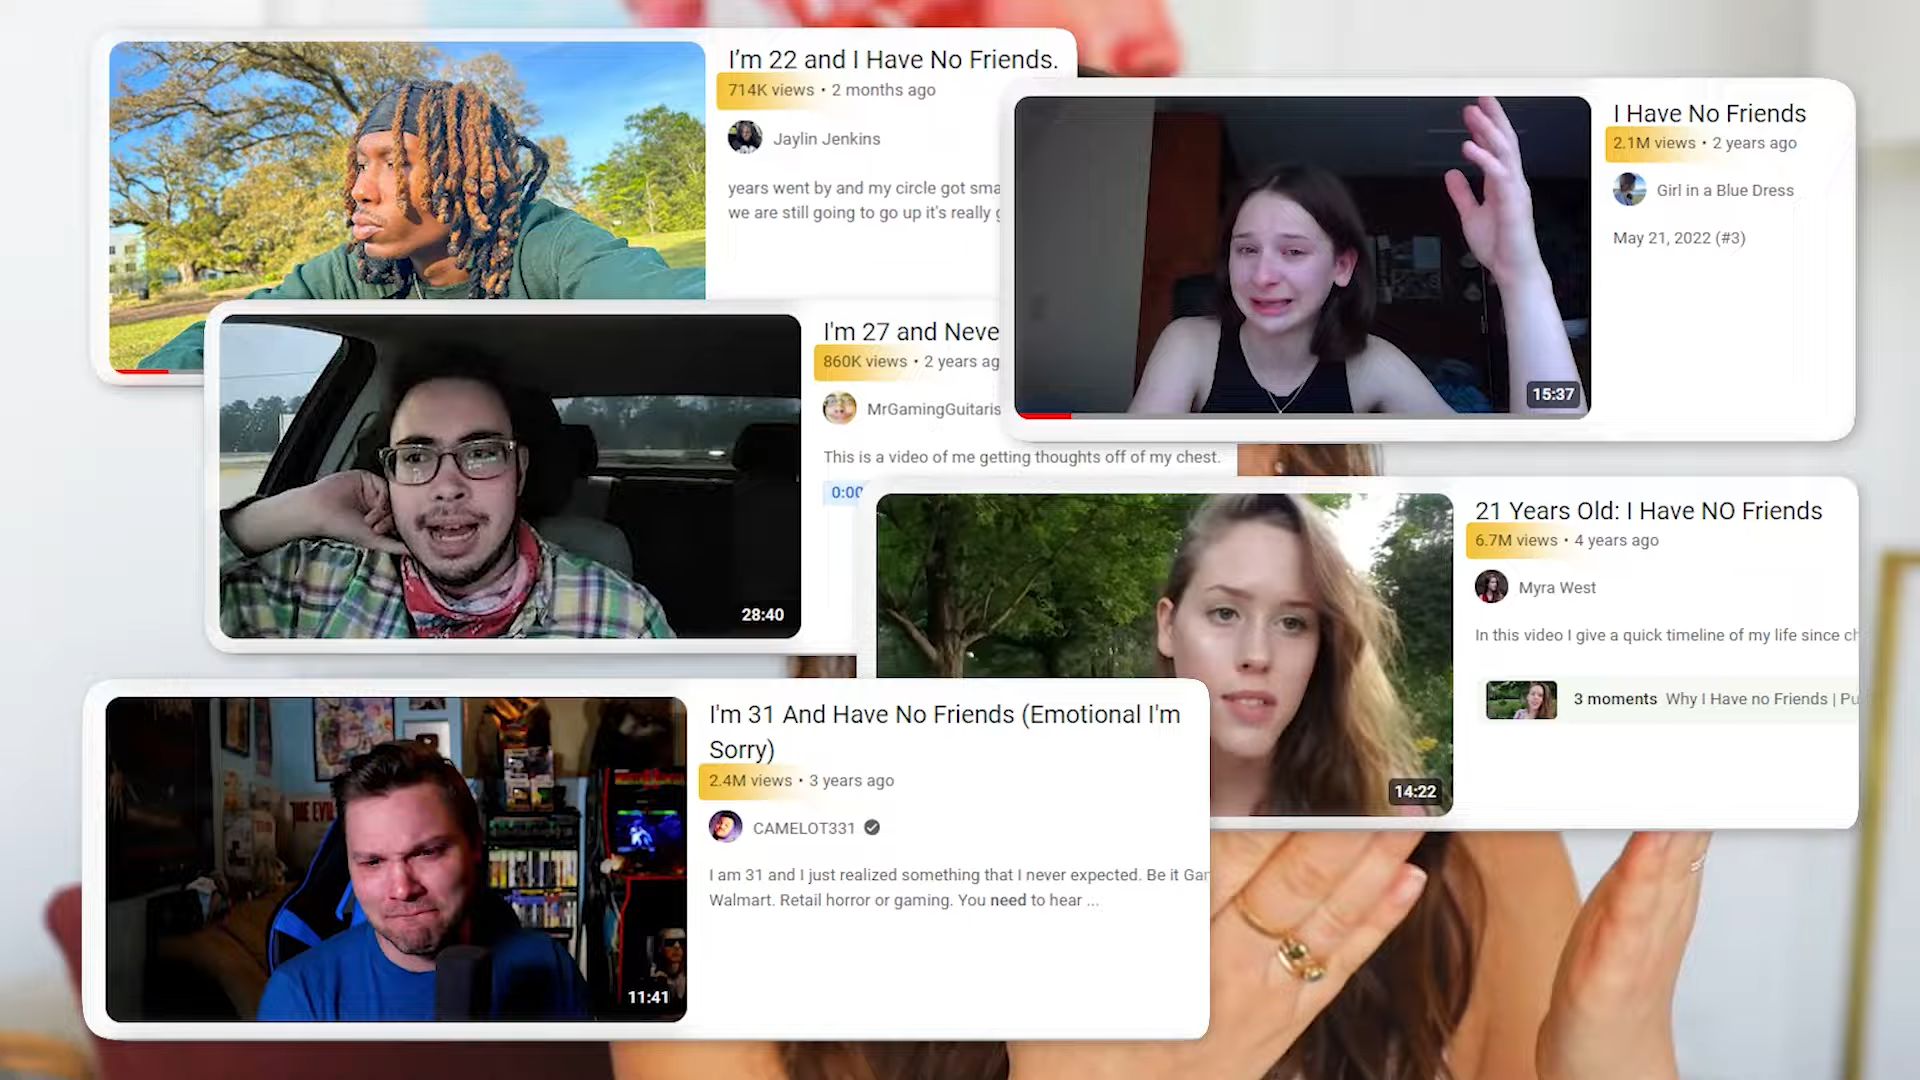 I’m 22 and I Have No Friends.
714K views • 2 months ago
Jaylin Jenkins
years went by and my circle got
we are still going to go up it's really
I Have No Friends
2.1M views • 2 years ago
Girl in a Blue Dress
May 21, 2022 (#3)
15:37
I'm 27 and
860K views • 2 years
This is a video of me getting thoughts off of my chest.
0:00
28:40
21 Years Old: I Have NO Friends
6.7M views • 4 years ago
Myra West
In this video I give a quick timeline of my life since
3 moments Why I Have no Friends |
14:22
I'm 31 And Have No Friends (Emotional I'm
Sorry)
2.4M views • 3 years ago
CAMELOT331
I am 31 and I just realized something that I never expected. Be it
Walmart. Retail horror or gaming. You need to hear ...
11:41
THE EVIL